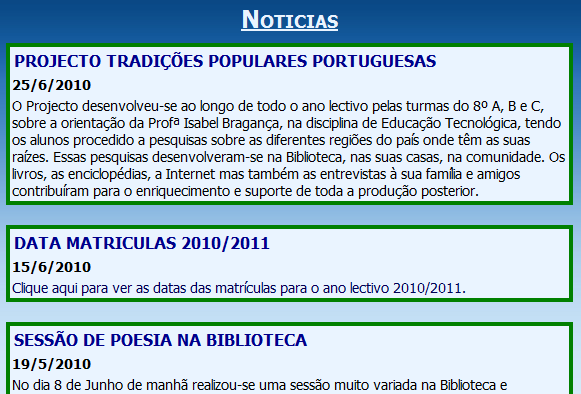 NOTICIAS
PROJECTO TRADIÇÕES POPULARES PORTUGUESAS
25/6/2010
O Projecto desenvolveu-se ao longo de todo o ano lectivo pelas turmas do 8º A, B e C,
sobre a orientação da Profª Isabel Bragança, na disciplina de Educação Tecnológica, tendo
os alunos procedido a pesquisas sobre as diferentes regiões do país onde têm as suas
raízes. Essas pesquisas desenvolveram-se na Biblioteca, nas suas casas, na comunidade. Os
livros, as enciclopédias, a Internet mas também as entrevistas à sua família e amigos
contribuíram para o enriquecimento e suporte de toda a produção posterior.
DATA MATRICULAS 2010/2011
15/6/2010
Clique aqui para ver as datas das matrículas para o ano lectivo 2010/2011.
SESSÃO DE POESIA NA BIBLIOTECA
19/5/2010
No dia 8 de Junho de manhã realizou-se uma sessão muito variada na Biblioteca e